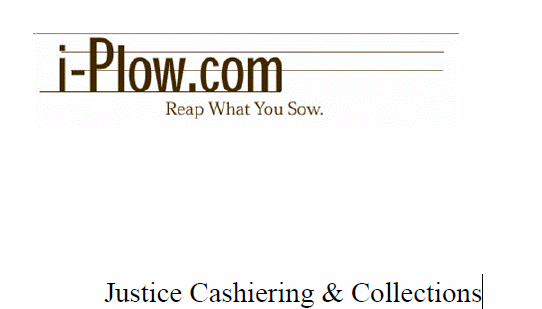 i-Plow.com
Reap What You Sow.
Justice Cashiering & Collections